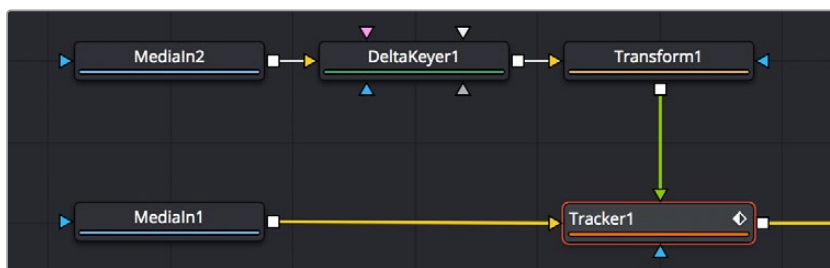 MediaIn2
DeltaKeyer1
Transform1
MediaIn1
Tracker1